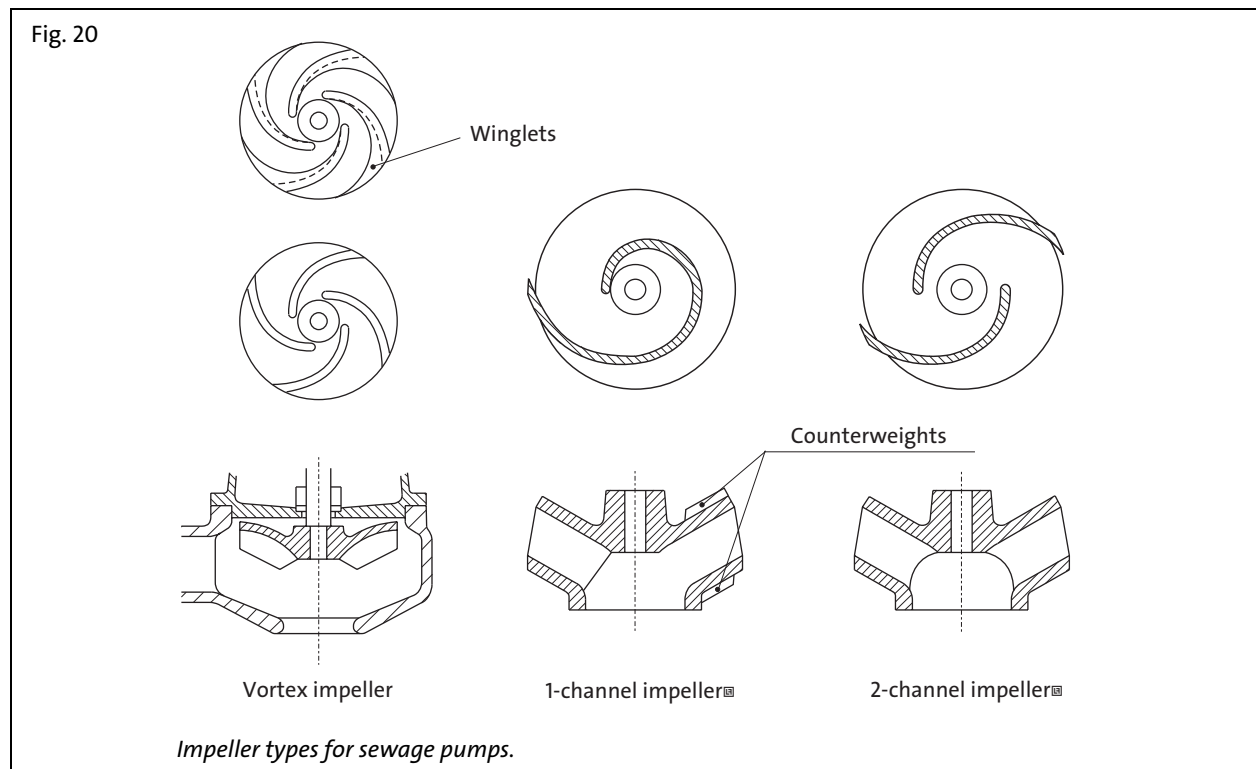 Fig. 20
Winglets
Counterweights
Vortex impeller
1-channel impeller
2-channel impeller
Impeller types for sewage pumps.